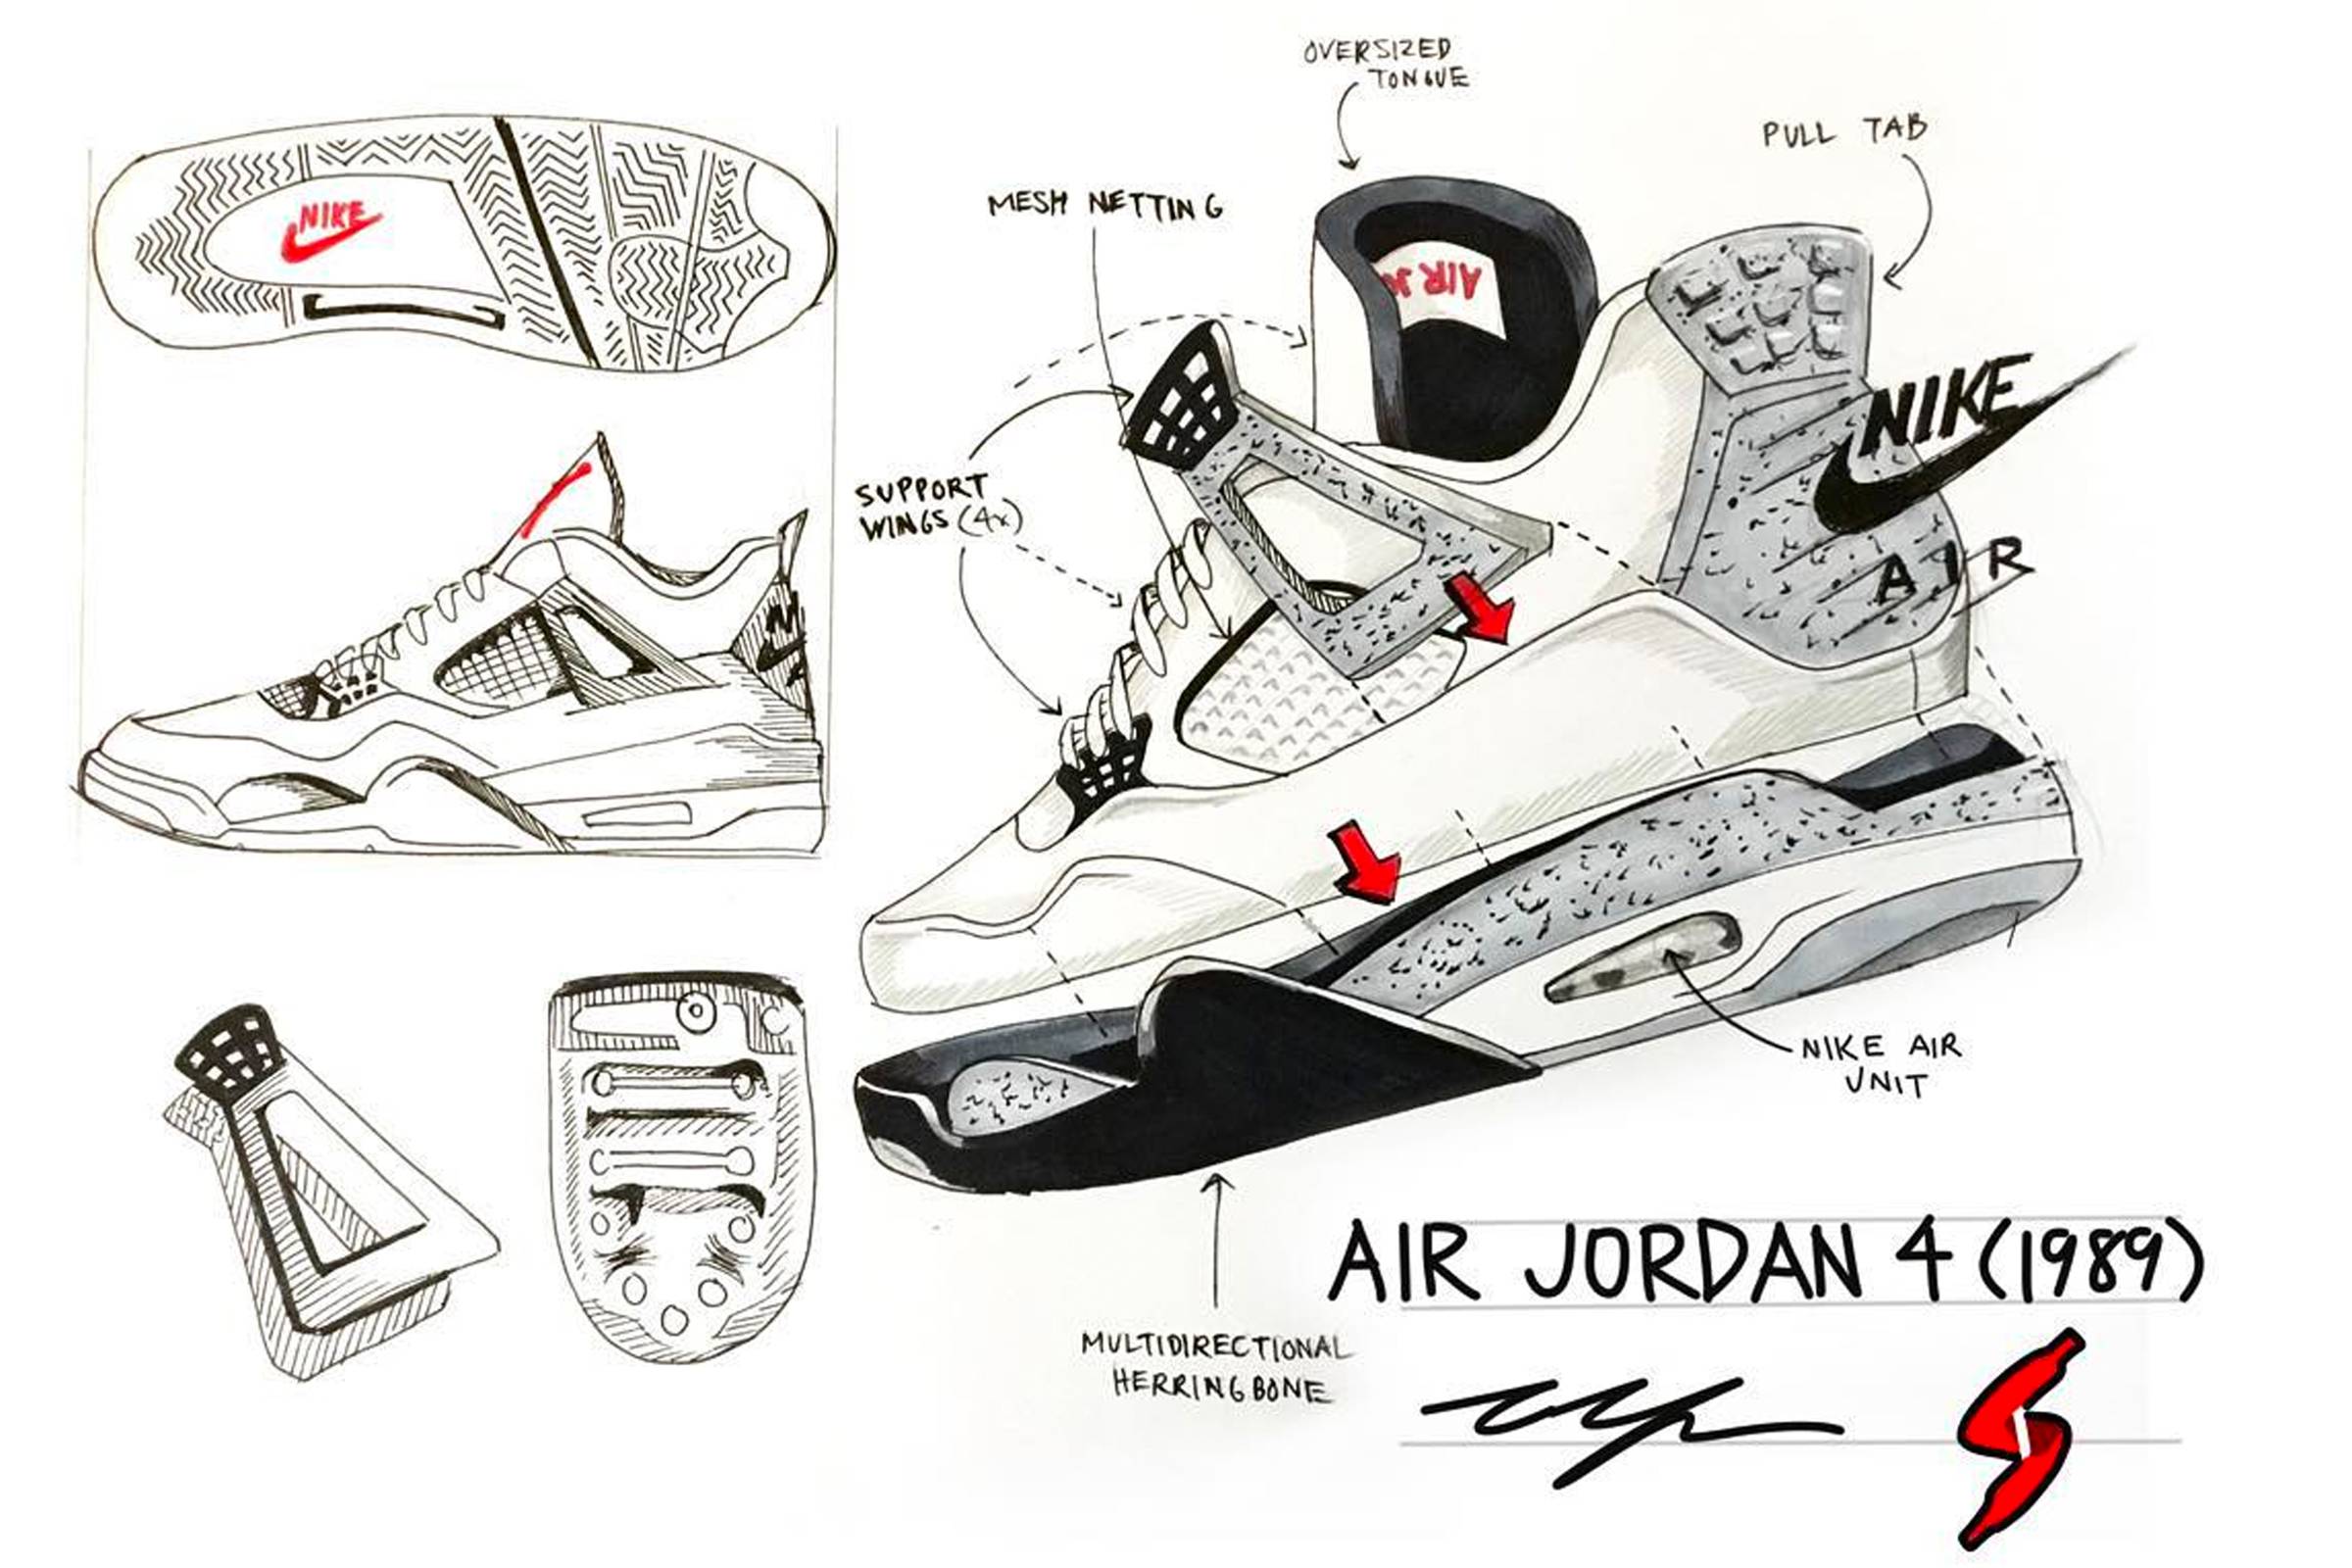 OVERSIZED
TONGUE
PULL TAB
MESH NETTING
NIKE
AIR JO
NIKE
SUPPORT
WINGS (4x)
AIR
NIKE AIR
UNIT
AIR JORDAN 4 (1989)
MULTIDIRECTIONAL
HERRINGBONE